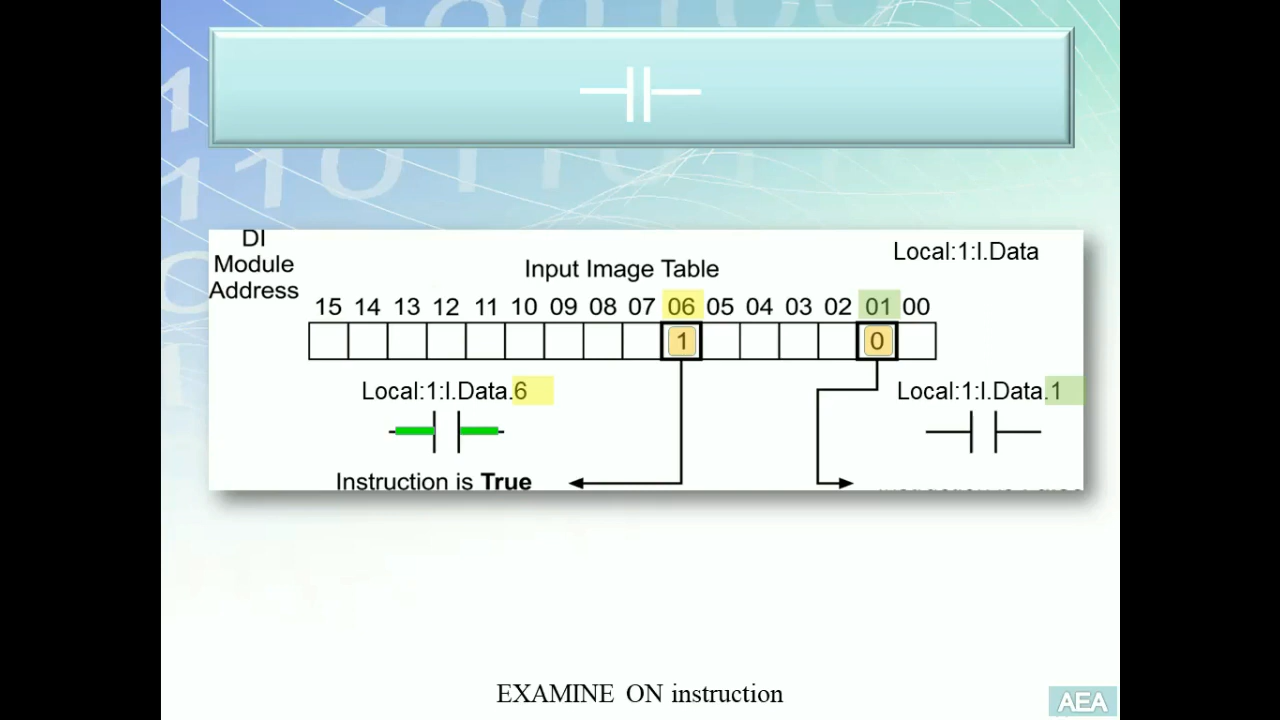 DI
Module
Address
Input Image Table
Local:1:I.Data
15 14 13 12 11 10 09 08 07 06 05 04 03 02 01 00
1 0
Local:1:I.Data.6
Local:1:I.Data.1
Instruction is True
EXAMINE ON instruction
AEA